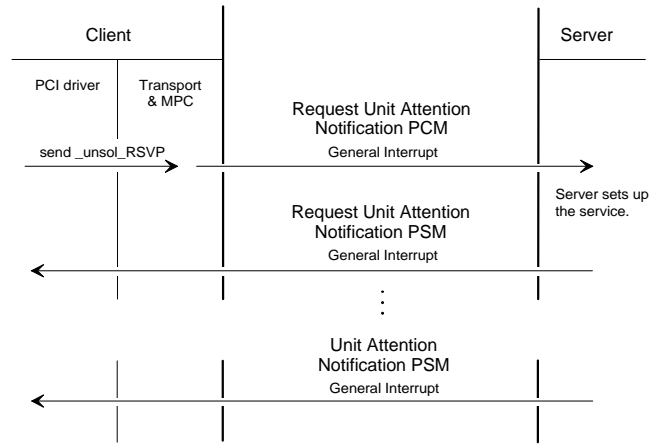 Client
Server
PCI driver
Transport
& MPC
Request Unit Attention
Notification PCM
send _unsol_RSVP
General Interrupt
Server sets up
the service.
Request Unit Attention
Notification PSM
General Interrupt
Unit Attention
Notification PSM
General Interrupt